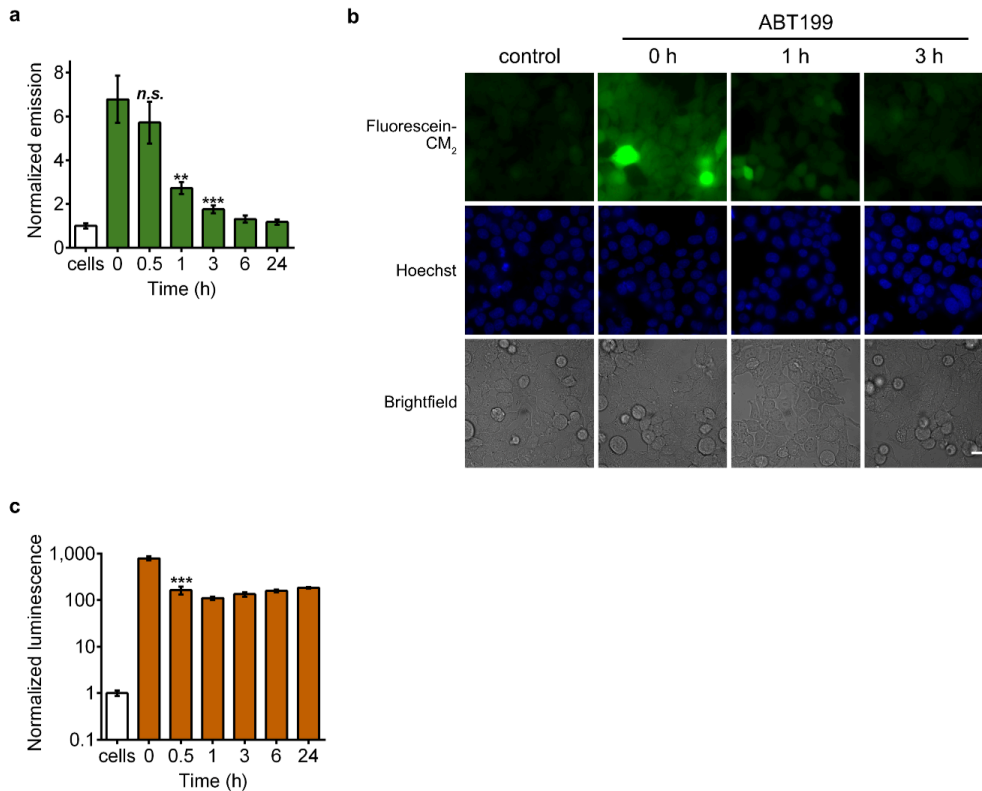 a
Normalized emission
8
6
4
2
0
n.s.
**
***
cells 0 0.5 1 3 6 24
Time (h)
b
ABT199
control 0 h 1 h 3 h
Fluorescein-
CM₂
Hoechst
Brightfield
c
Normalized luminescence
1,000
100
10
1
0.1
***
cells 0 0.5 1 3 6 24
Time (h)